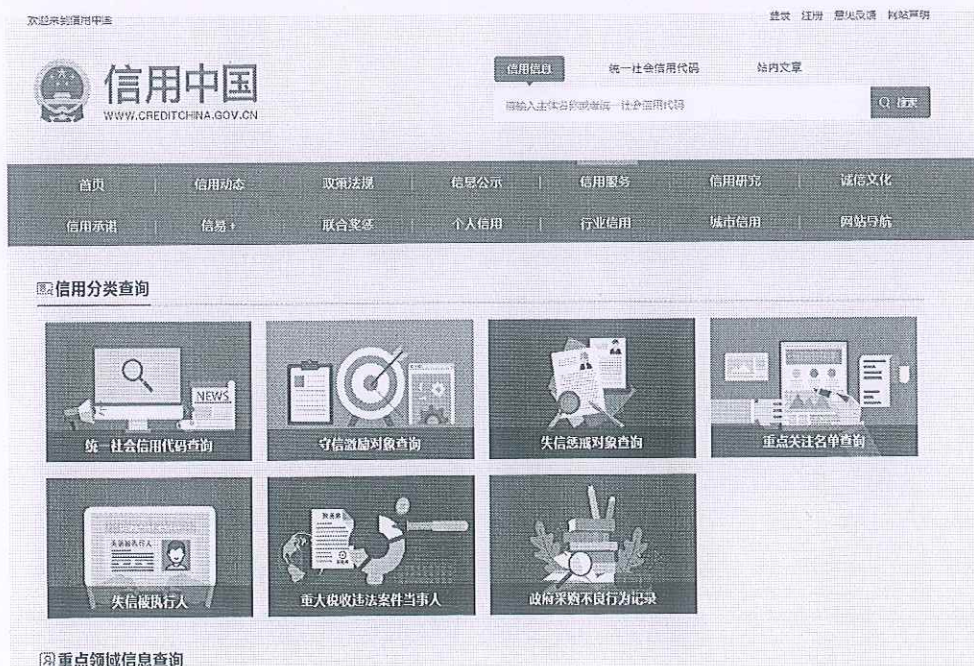 欢迎来到信用中国
登录 注册 意见反馈 网站声明
信用信息 统一社会信用代码 站内文章
信用中国
WWW.CREDITCHINA.GOV.CN
请输入主体名称或者统一社会信用代码
搜索
首页 信用动态 政策法规 信息公示 信用服务 信用研究 诚信文化
信用承诺 信易+ 联合奖惩 个人信用 行业信用 城市信用 网站导航
信用分类查询
NEWS
统一社会信用代码查询 守信激励对象查询 失信惩戒对象查询 重点关注名单查询
失信被执行人
失信被执行人 重大税收违法案件当事人 政府采购不良行为记录
重点领域信息查询